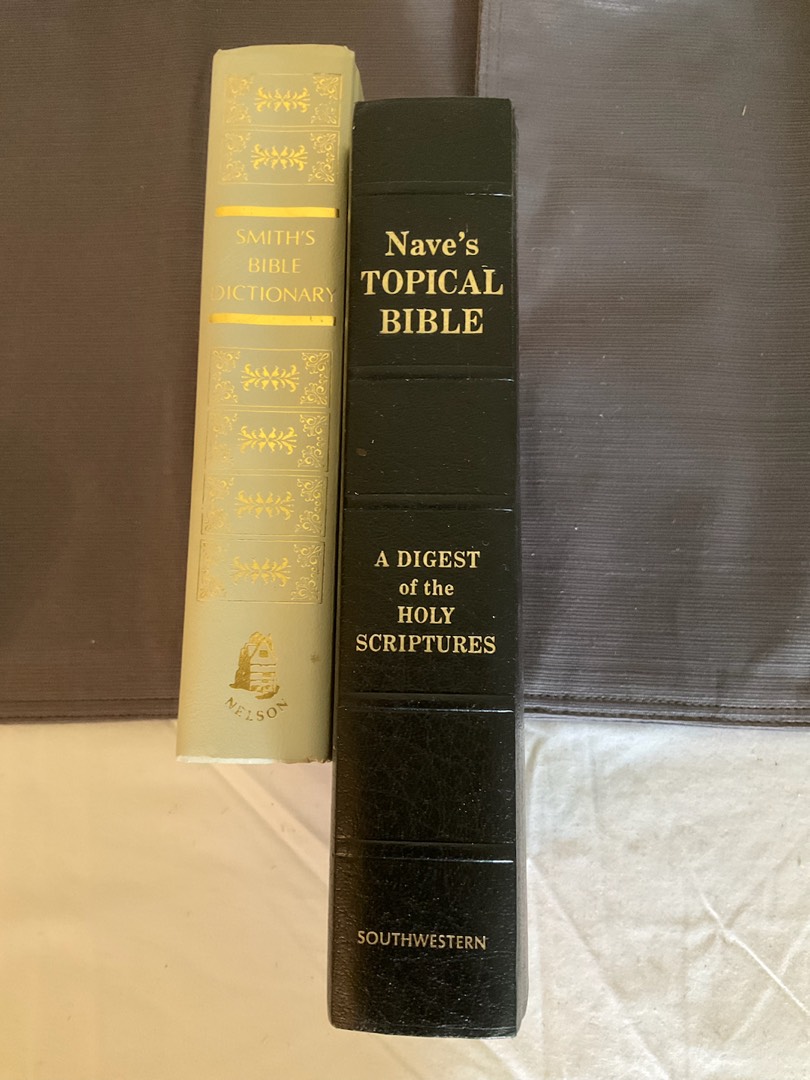 SMITH'S
BIBLE
DICTIONARY
NELSON
Nave's
TOPICAL
BIBLE
A DIGEST
of the
HOLY
SCRIPTURES
SOUTHWESTERN